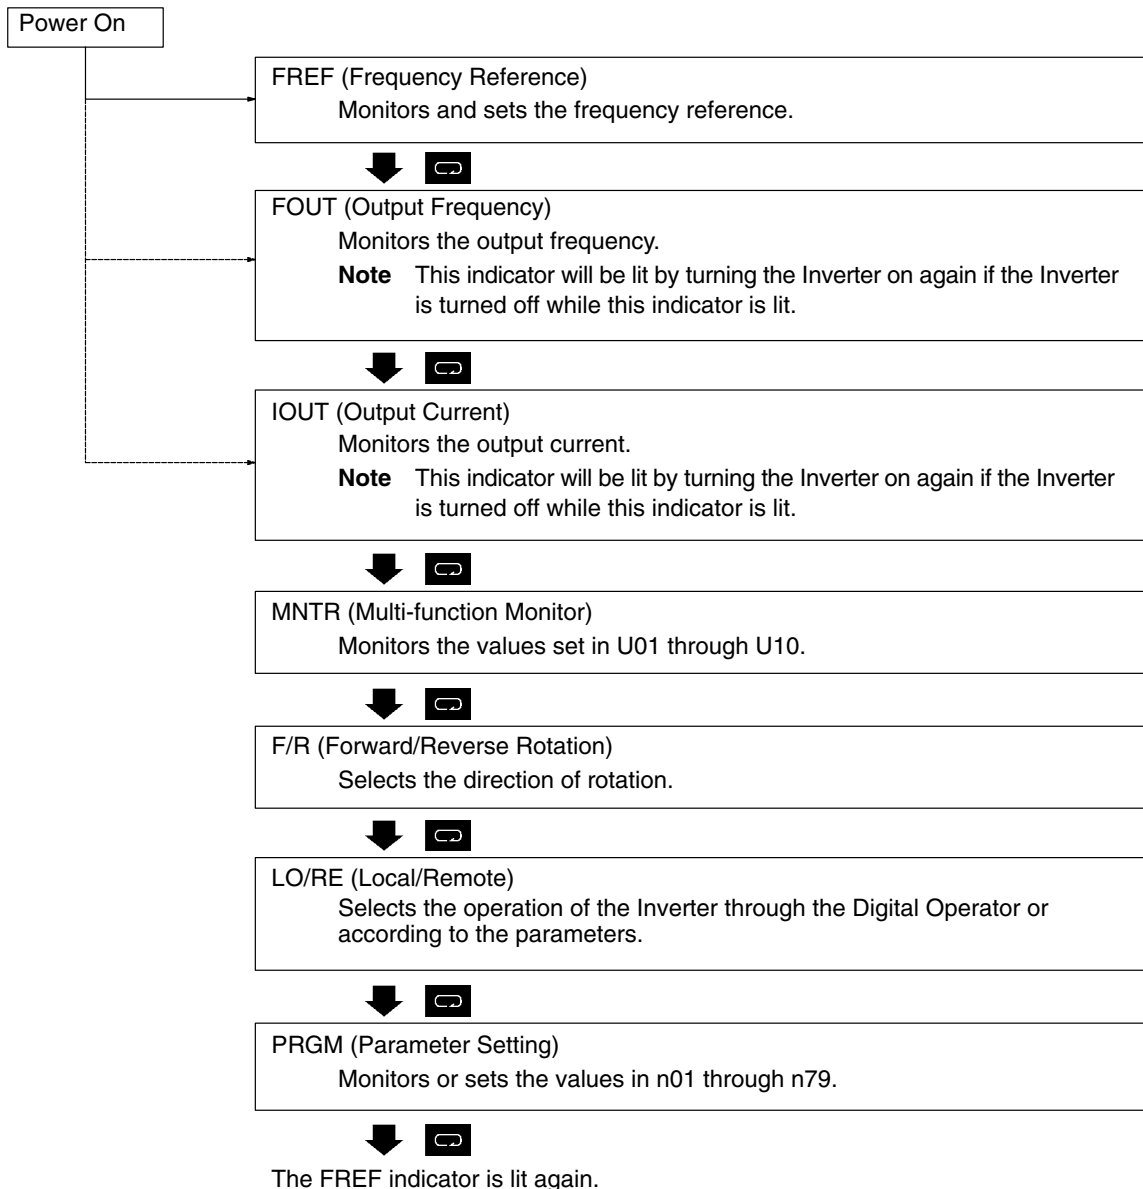 Power On
FREF (Frequency Reference)
Monitors and sets the frequency reference.
FOUT (Output Frequency)
Monitors the output frequency.
Note This indicator will be lit by turning the Inverter on again if the Inverter
is turned off while this indicator is lit.
IOUT (Output Current)
Monitors the output current.
Note This indicator will be lit by turning the Inverter on again if the Inverter
is turned off while this indicator is lit.
MNTR (Multi-function Monitor)
Monitors the values set in U01 through U10.
F/R (Forward/Reverse Rotation)
Selects the direction of rotation.
LO/RE (Local/Remote)
Selects the operation of the Inverter through the Digital Operator or
according to the parameters.
PRGM (Parameter Setting)
Monitors or sets the values in n01 through n79.
The FREF indicator is lit again.